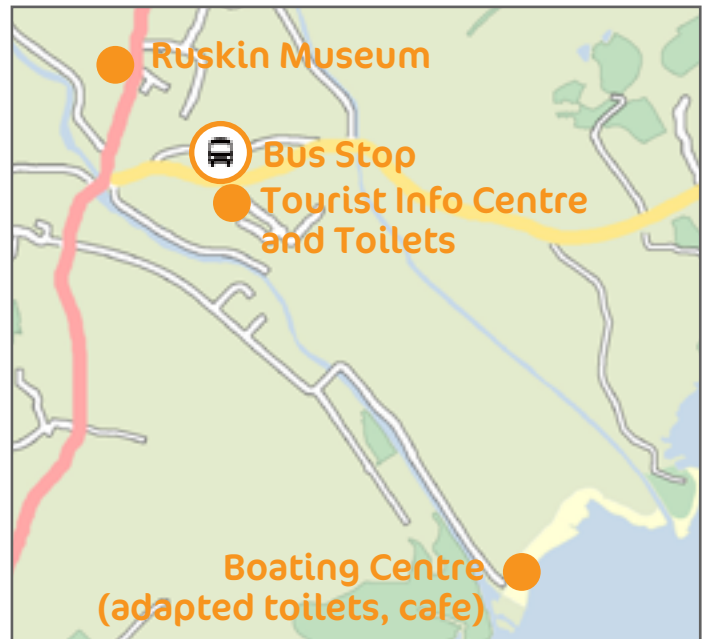 Ruskin Museum
Bus Stop
Tourist Info Centre
and Toilets
Boating Centre
(adapted toilets, cafe)